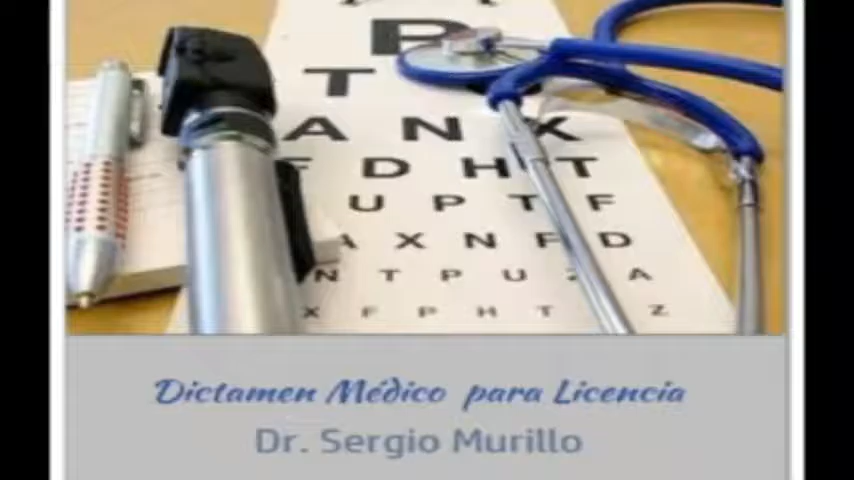 P
T
A N X
F D H T
U P T F
A X N F D
N T P U Z A
X F P H T Z
Dictamen Médico para Licencia
Dr. Sergio Murillo